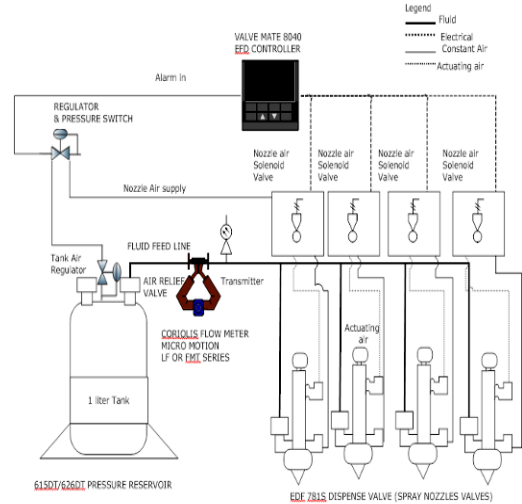 Legend
Fluid
Electrical
Constant Air
Actuating air
VALVE MATE 8040
EFD CONTROLLER
Alarm In
REGULATOR
& PRESSURE SWITCH
Nozzle air
Solenoid
Valve
Nozzle air
Solenoid
Valve
Nozzle air
Solenoid
Valve
Nozzle air
Solenoid
Valve
Nozzle Air supply
Tank Air
Regulator
FLUID FEED LINE
AIR RELIEF
VALVE
Transmitter
CORIOLIS FLOW METER
MICRO MOTION
LF OR FMT SERIES
Actuating
air
1 liter Tank
615DT/626DT PRESSURE RESERVOIR
EDF 781S DISPENSE VALVE (SPRAY NOZZLES VALVES)